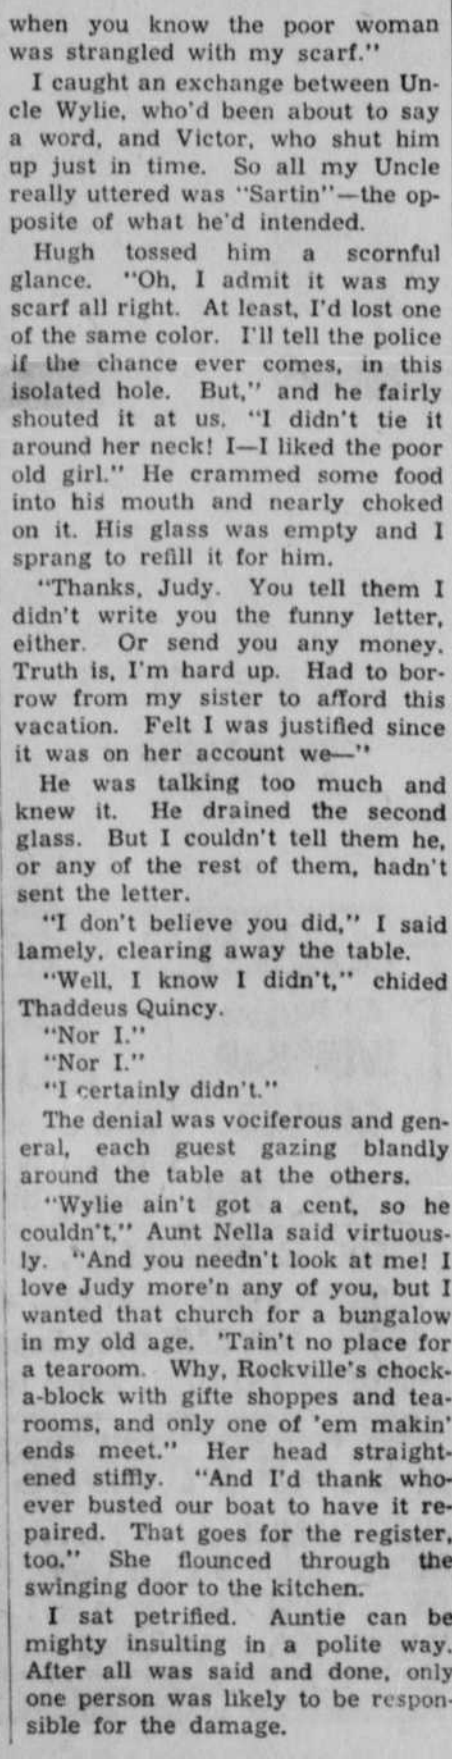 when you know the poor woman
was strangled with my scarf."
I caught an exchange between Un-
cle Wylie, who'd been about to say
a word, and Victor, who shut him
up just in time. So all my Uncle
really uttered was "Sartin"—the op-
posite of what he'd intended.
Hugh tossed him a scornful
glance. "Oh, I admit it was my
scarf all right. At least, I'd lost one
of the same color. I'll tell the police
if the chance ever comes, in this
isolated hole. But," and he fairly
shouted it at us, "I didn't tie it
around her neck! I—I liked the poor
old girl." He crammed some food
into his mouth and nearly choked
on it. His glass was empty and I
sprang to refill it for him.
"Thanks, Judy. You tell them I
didn't write you the funny letter,
either. Or send you any money.
Truth is, I'm hard up. Had to bor-
row from my sister to afford this
vacation. Felt I was justified since
it was on her account we—"
He was talking too much and
knew it. He drained the second
glass. But I couldn't tell them he,
or any of the rest of them, hadn't
sent the letter.
"I don't believe you did," I said
lamely, clearing away the table.
"Well, I know I didn't," chided
Thaddeus Quincy.
"Nor I."
"Nor I."
"I certainly didn't."
The denial was vociferous and gen-
eral, each guest gazing blandly
around the table at the others.
"Wylie ain't got a cent, so he
couldn't," Aunt Nella said virtuous-
ly. "And you needn't look at me! I
love Judy more'n any of you, but I
wanted that church for a bungalow
in my old age. 'Tain't no place for
a tearoom. Why, Rockville's chock-
a-block with gifte shoppes and tea-
rooms, and only one of 'em makin'
ends meet." Her head straight-
ened stiffly. "And I'd thank who-
ever busted our boat to have it re-
paired. That goes for the register,
too." She flounced through the
swinging door to the kitchen.
I sat petrified. Auntie can be
mighty insulting in a polite way.
After all was said and done, only
one person was likely to be respon-
sible for the damage.